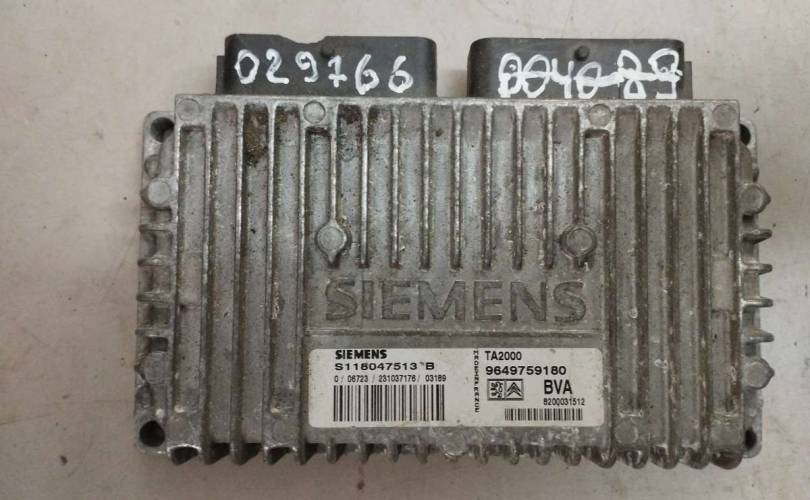 029766
SIEMENS
SIEMENS
S118047513 B
0 / 06723 / 231037176 / 03189
TA2000
9649759180
BVA
8200031512